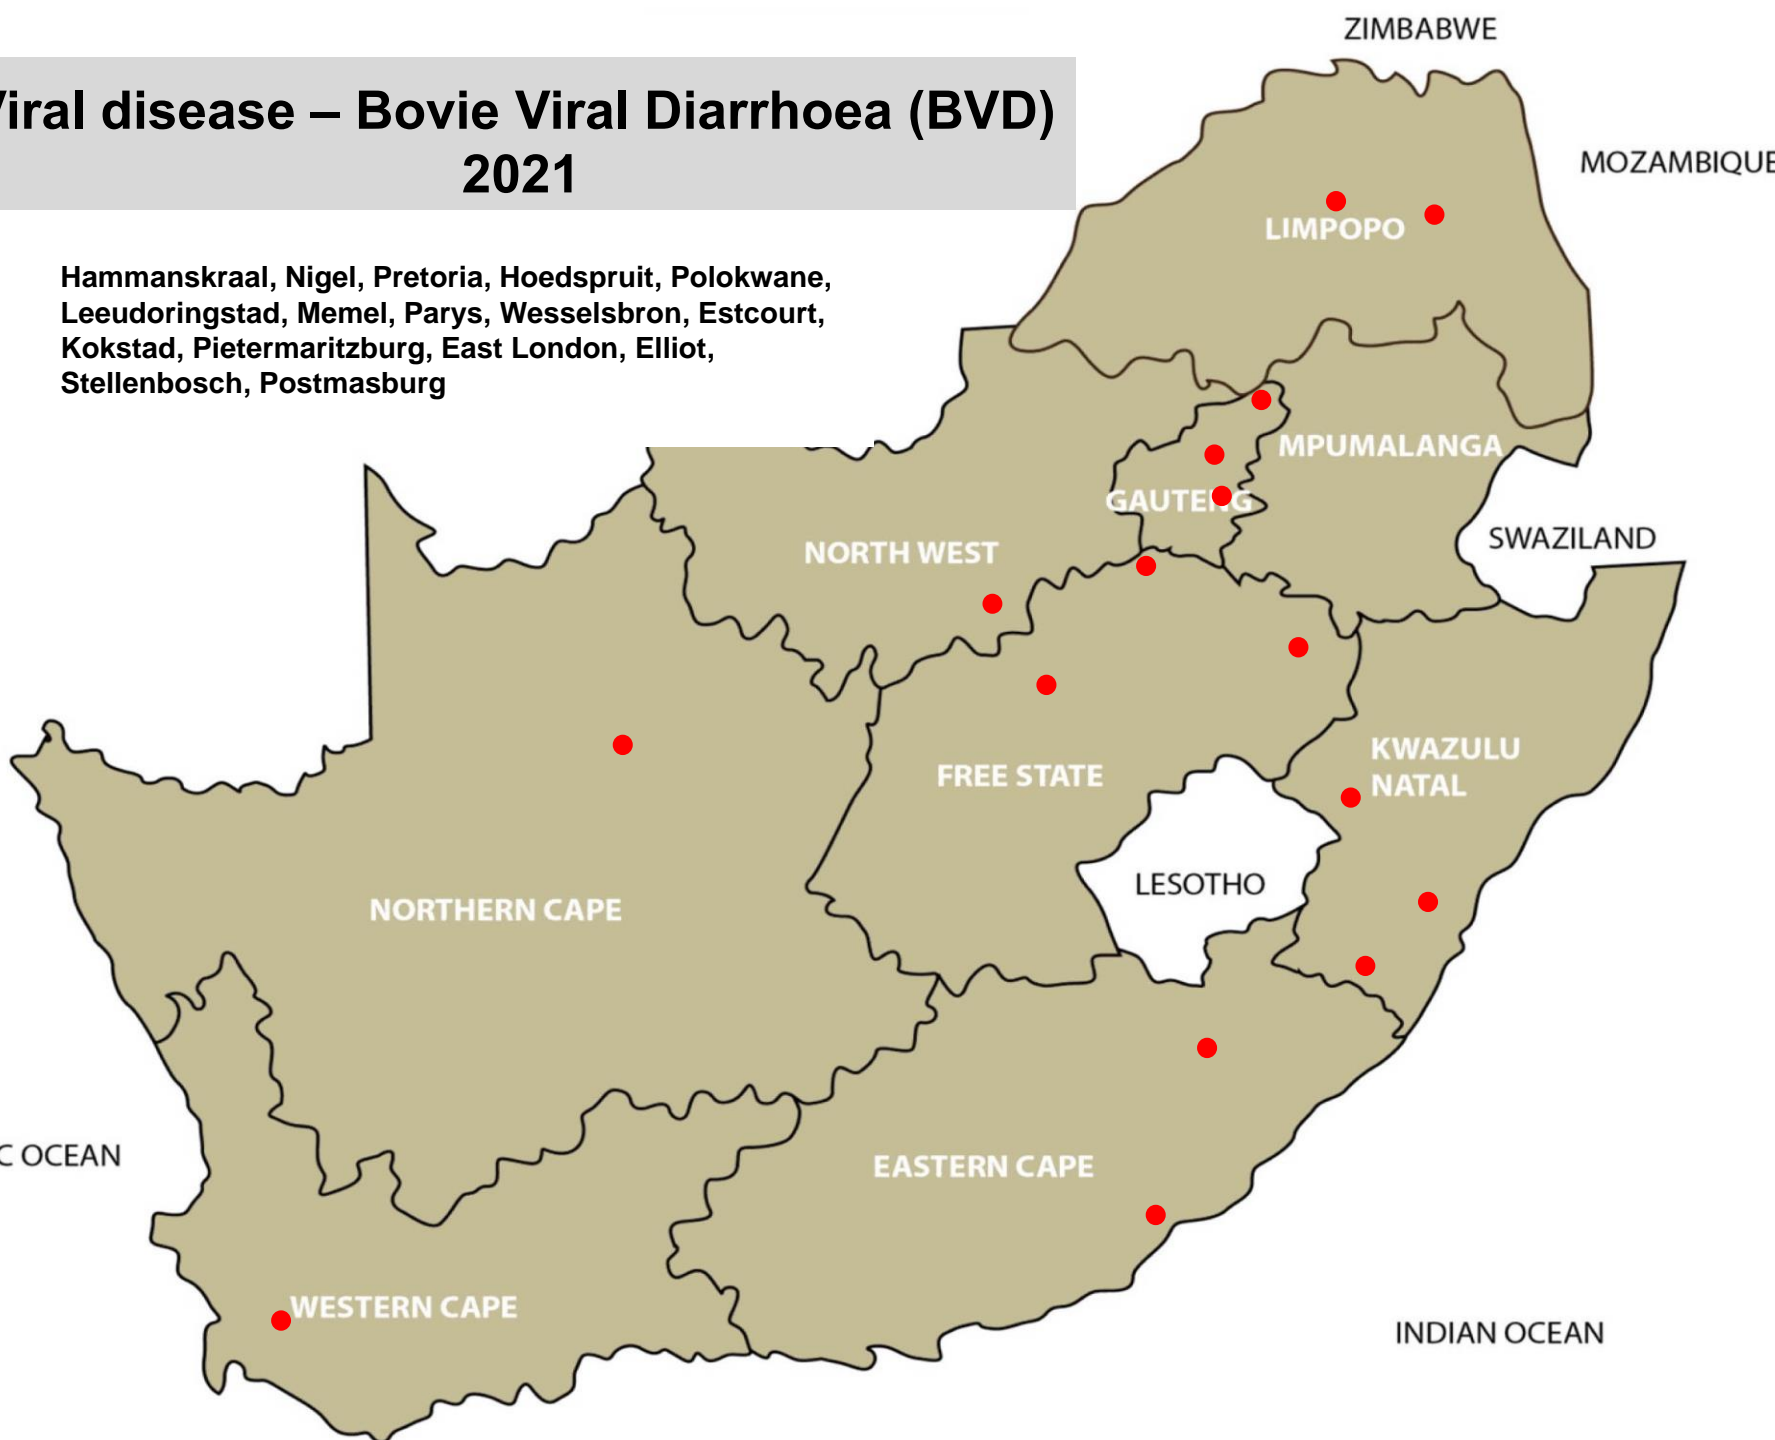 ZIMBABWE
Viral disease – Bovie Viral Diarrhoea (BVD)
2021
MOZAMBIQUE
LIMPOPO
Hammanskraal, Nigel, Pretoria, Hoedspruit, Polokwane,
Leeudoringstad, Memel, Parys, Wesselsbron, Estcourt,
Kokstad, Pietermaritzburg, East London, Elliot,
Stellenbosch, Postmasburg
MPUMALANGA
GAUTENG
SWAZILAND
NORTH WEST
KWAZULU
NATAL
FREE STATE
LESOTHO
NORTHERN CAPE
C OCEAN
EASTERN CAPE
WESTERN CAPE
INDIAN OCEAN